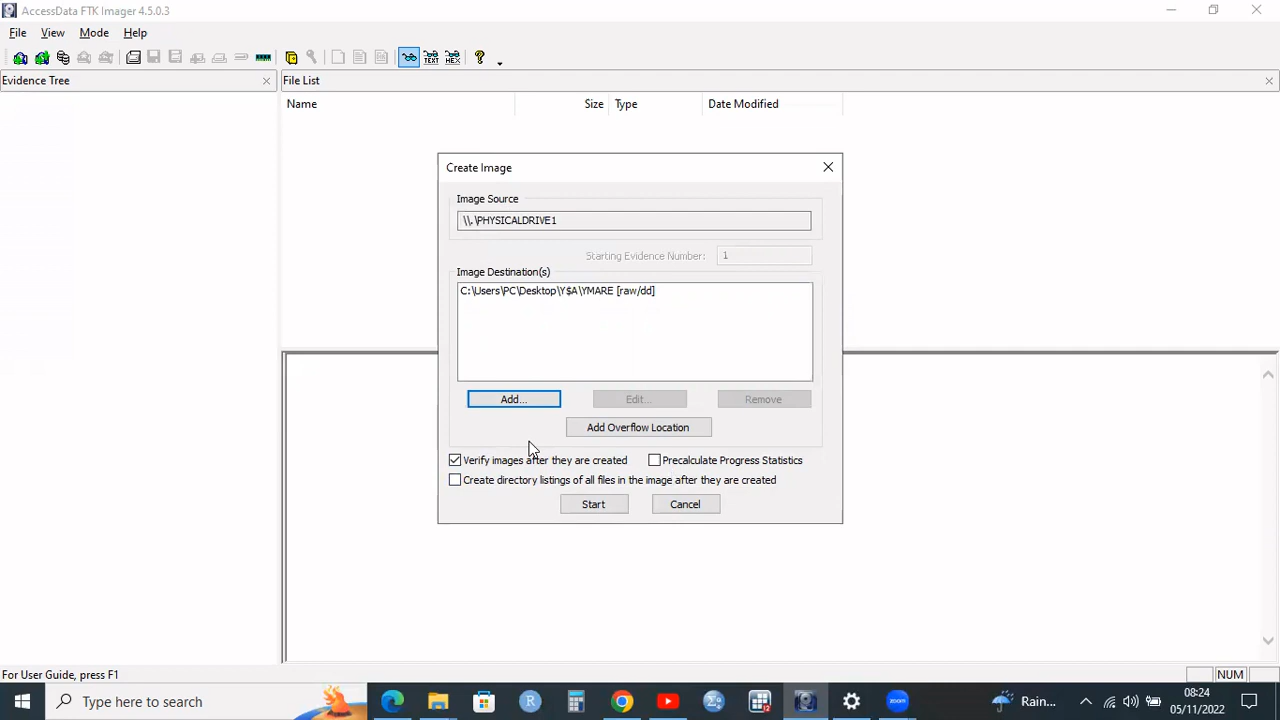 AccessData FTK Imager 4.5.0.3
File View Mode Help
TEXT HEX ?
Evidence Tree
File List
Name Size Type Date Modified
Create Image
Image Source
\\.\PHYSICALDRIVE1
Starting Evidence Number: 1
Image Destination(s)
C:\Users\PC\Desktop\Y$A\YMARE [raw/dd]
Add... Edit... Remove
Add Overflow Location
Verify images after they are created Precalculate Progress Statistics
Create directory listings of all files in the image after they are created
Start Cancel
For User Guide, press F1
NUM
Type here to search
R
zoom
Rain...
08:24
05/11/2022